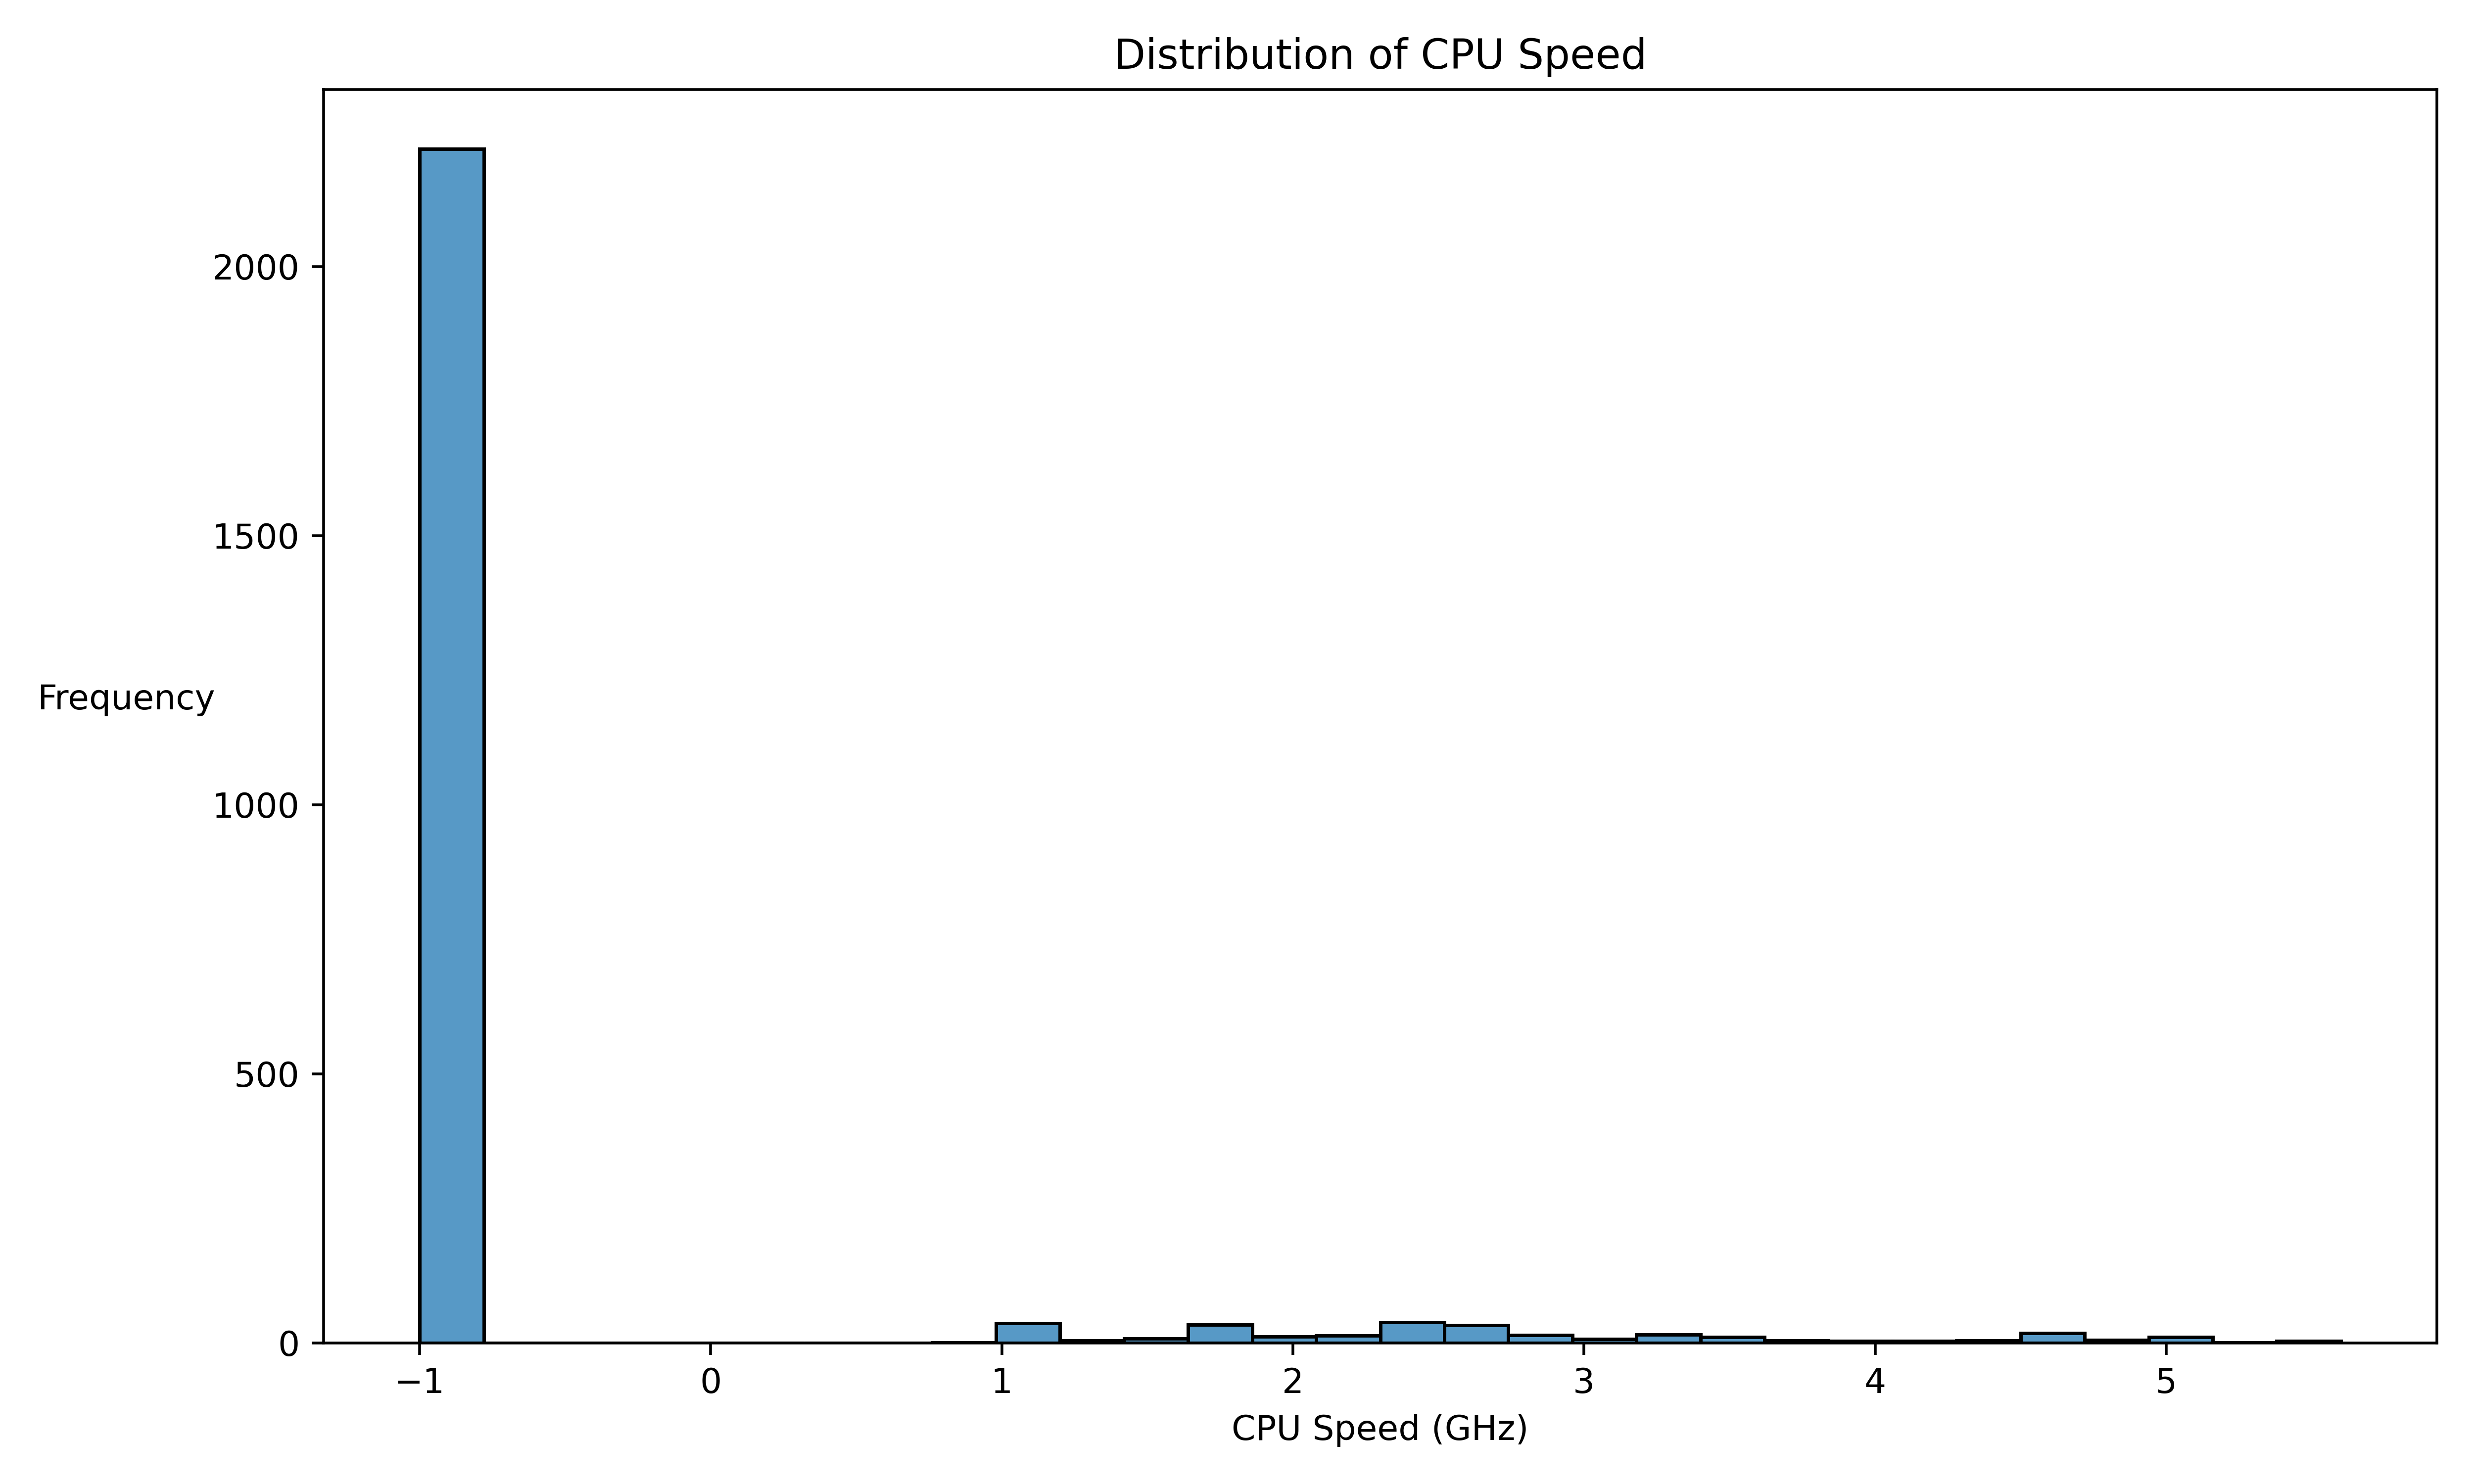 Distribution of CPU Speed
2000
1500
1000
500
0
Frequency
−1 0 1 2 3 4 5
CPU Speed (GHz)